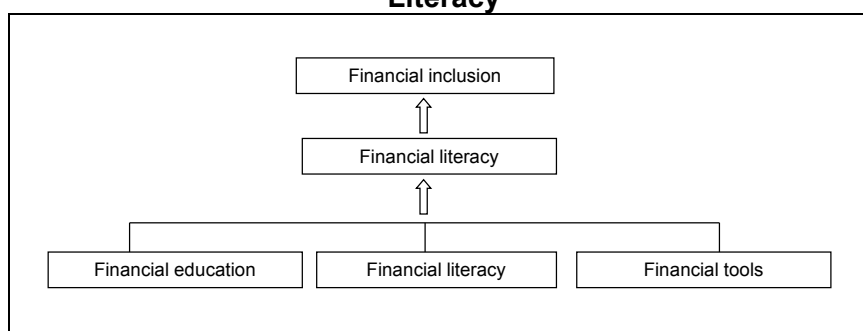 Literacy
Financial inclusion
Financial literacy
Financial education
Financial literacy
Financial tools